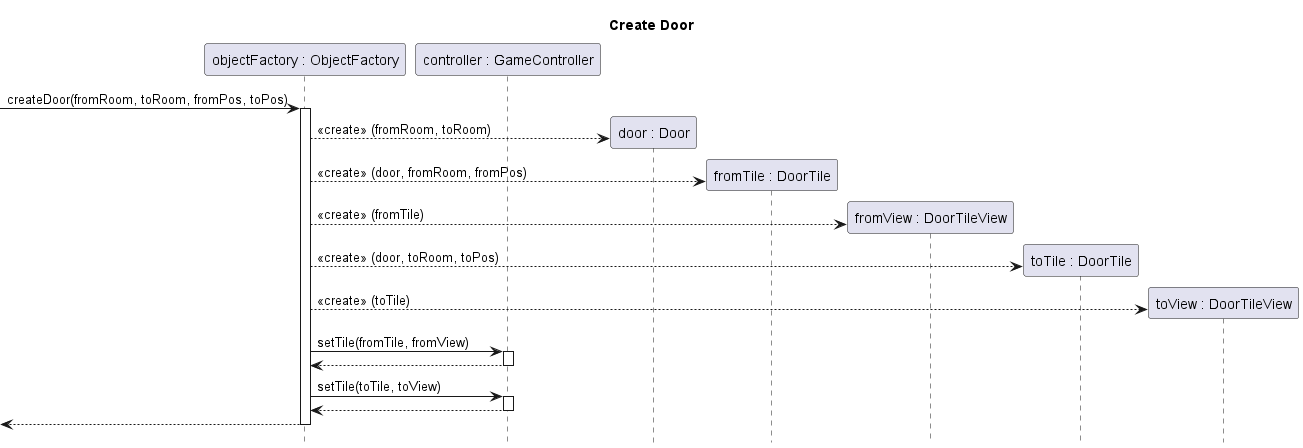 Create Door
objectFactory : ObjectFactory
controller : GameController
createDoor(fromRoom, toRoom, fromPos, toPos)
«create» (fromRoom, toRoom)
door : Door
«create» (door, fromRoom, fromPos)
fromTile : DoorTile
«create» (fromTile)
fromView : DoorTileView
«create» (door, toRoom, toPos)
toTile : DoorTile
«create» (toTile)
toView : DoorTileView
setTile(fromTile, fromView)
setTile(toTile, toView)